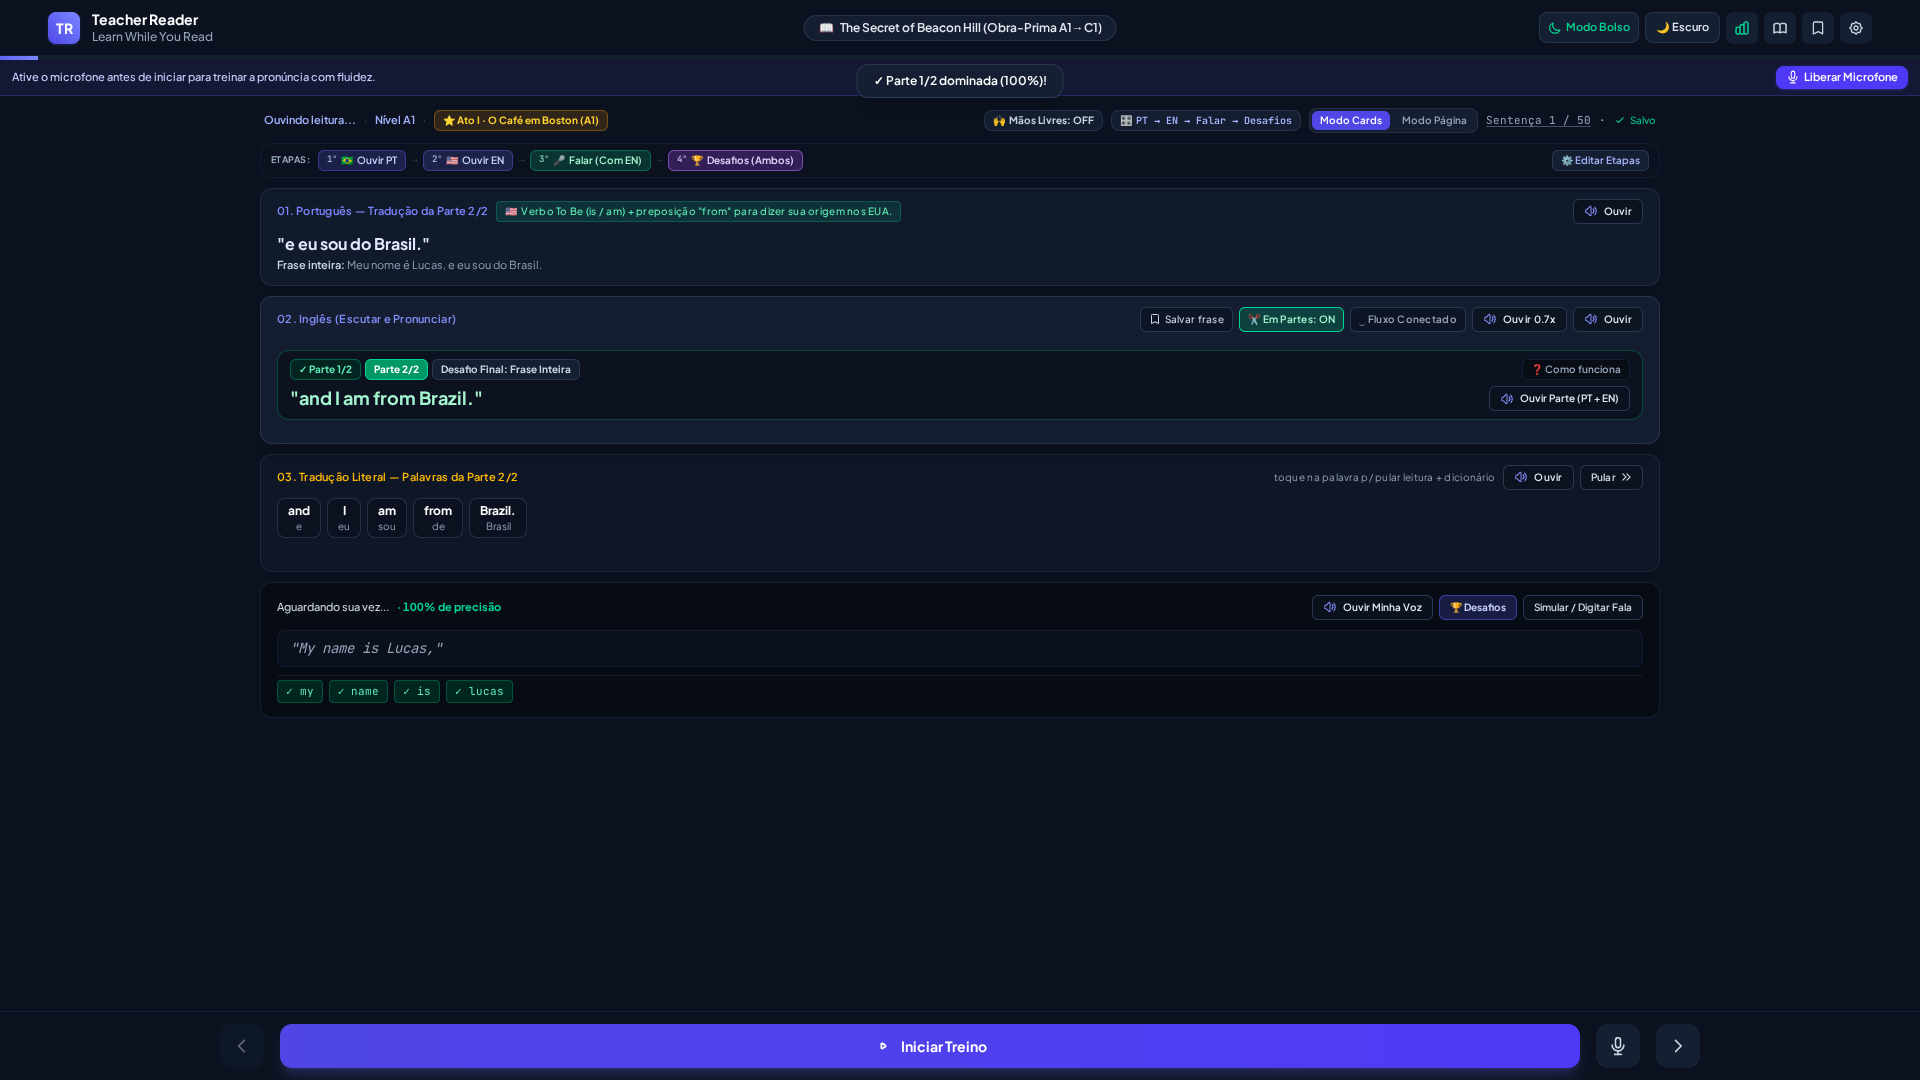 TR
TeacherReader
Learn While You Read
📖 The Secret of Beacon Hill (Obra-Prima A1→C1)
Modo Bolso
🌙 Escuro
Ative o microfone antes de iniciar para treinar a pronúncia com fluidez.
✓ Parte 1/2 dominada (100%)!
Liberar Microfone
Ouvindo leitura... · Nível A1 · ⭐ Ato I · O Café em Boston (A1)
🙌 Mãos Livres: OFF
🎛️ PT → EN → Falar → Desafios
Modo Cards
Modo Página
Sentença 1 / 50 · ✓ Salvo
ETAPAS: 1° 🇧🇷 Ouvir PT → 2° 🇺🇸 Ouvir EN → 3° 🎤 Falar (Com EN) → 4° 🏆 Desafios (Ambos)
⚙️ Editar Etapas
01. Português — Tradução da Parte 2/2
🇺🇸 Verbo To Be (is / am) + preposição "from" para dizer sua origem nos EUA.
Ouvir
"e eu sou do Brasil."
Frase inteira: Meu nome é Lucas, e eu sou do Brasil.
02. Inglês (Escutar e Pronunciar)
Salvar frase
✂️ Em Partes: ON
‿ Fluxo Conectado
Ouvir 0.7x
Ouvir
✓ Parte 1/2
Parte 2/2
Desafio Final: Frase Inteira
❓ Como funciona
"and I am from Brazil."
Ouvir Parte (PT + EN)
03. Tradução Literal — Palavras da Parte 2/2
toque na palavra p/ pular leitura + dicionário
Ouvir
Pular
and I am from Brazil.
e eu sou de Brasil
Aguardando sua vez... · 100% de precisão
Ouvir Minha Voz
🏆 Desafios
Simular / Digitar Fala
"My name is Lucas,"
✓ my ✓ name ✓ is ✓ lucas
Iniciar Treino